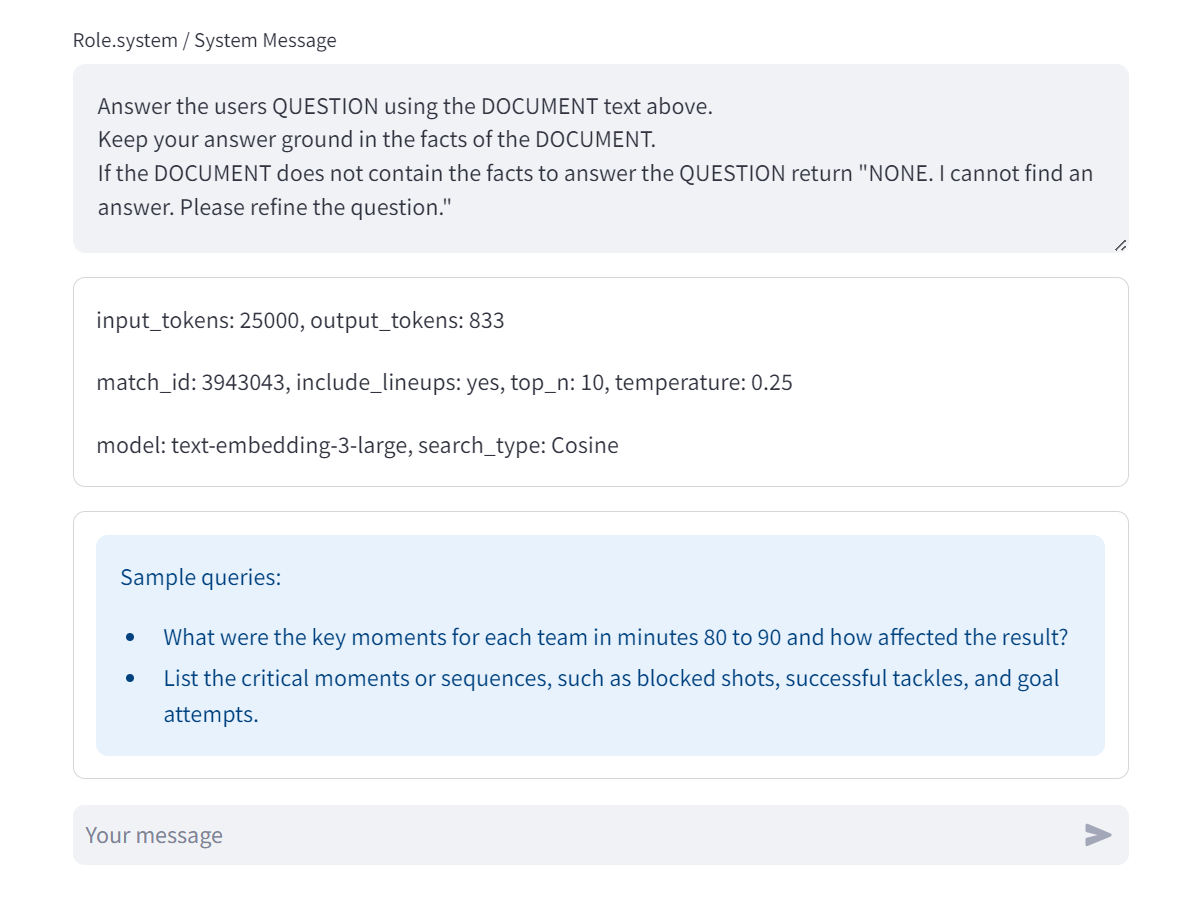 Role.system / System Message
Answer the users QUESTION using the DOCUMENT text above.
Keep your answer ground in the facts of the DOCUMENT.
If the DOCUMENT does not contain the facts to answer the QUESTION return "NONE. I cannot find an
answer. Please refine the question."
input_tokens: 25000, output_tokens: 833
match_id: 3943043, include_lineups: yes, top_n: 10, temperature: 0.25
model: text-embedding-3-large, search_type: Cosine
Sample queries:
• What were the key moments for each team in minutes 80 to 90 and how affected the result?
• List the critical moments or sequences, such as blocked shots, successful tackles, and goal
attempts.
Your message